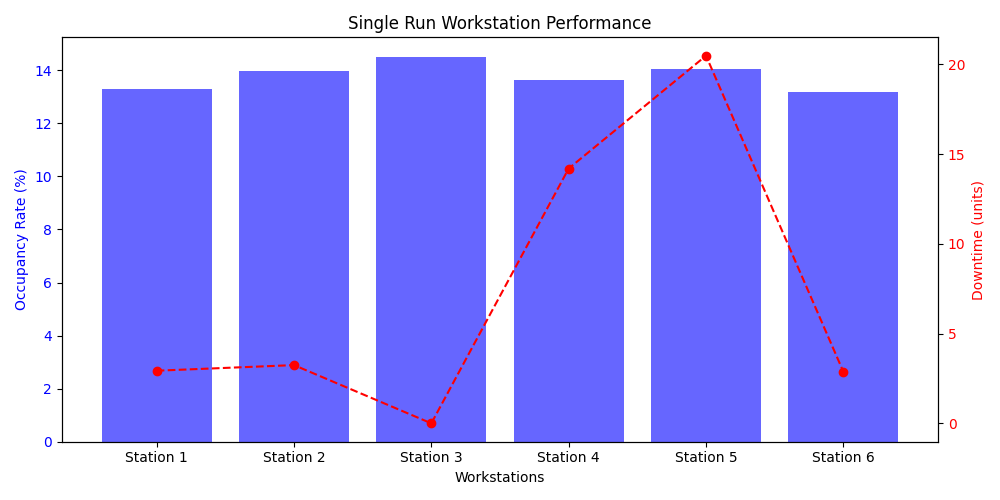 Single Run Workstation Performance
Occupancy Rate (%)
14
12
10
8
6
4
2
0
20
15
10
5
0
Downtime (units)
Station 1 Station 2 Station 3 Station 4 Station 5 Station 6
Workstations